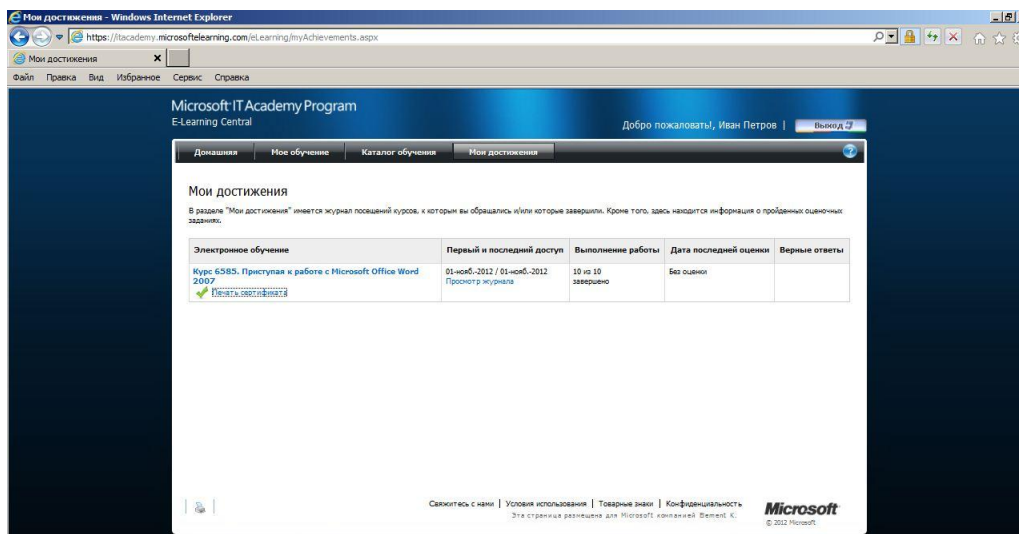 Мои достижения - Windows Internet Explorer
https://itacademy.microsoftelearning.com/eLearning/myAchievements.aspx
Мои достижения
Файл Правка Вид Избранное Сервис Справка
Microsoft IT Academy Program
E-Learning Central
Добро пожаловать!, Иван Петров | Выход
Домашняя Мое обучение Каталог обучения Мои достижения
Мои достижения
В разделе "Мои достижения" имеется журнал посещений курсов, к которым вы обращались и/или которые завершили. Кроме того, здесь находится информация о пройденных оценочных
заданиях.
Электронное обучение Первый и последний доступ Выполнение работы Дата последней оценки Верные ответы
Курс 6585. Приступая к работе с Microsoft Office Word 01-нояб.-2012 / 01-нояб.-2012 10 из 10 Без оценки
2007 Просмотр журнала завершено
Печать сертификата
Свяжитесь с нами | Условия использования | Товарные знаки | Конфиденциальность
Эта страница размещена для Microsoft компанией Element K.
Microsoft
© 2012 Microsoft